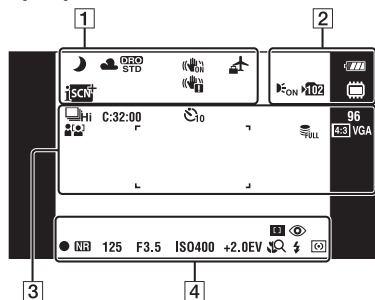 1
2
DRO
STD
ON
iSCN+
ON
102
Hi
C:32:00
10
FULL
96
4:3 VGA
NR 125 F3.5 ISO400 +2.0EV
3
4